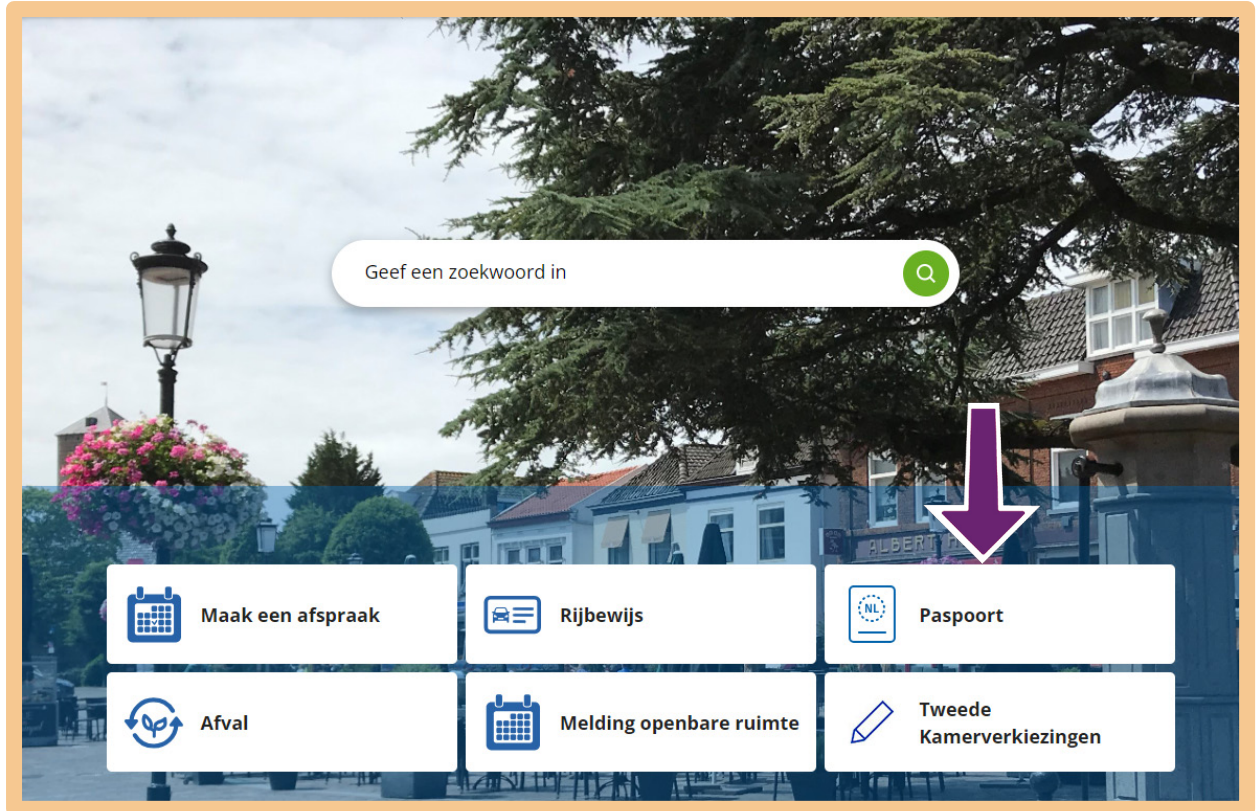 Geef een zoekwoord in
Maak een afspraak
Rijbewijs
NL
Paspoort
Afval
Melding openbare ruimte
Tweede
Kamerverkiezingen
ALBERT